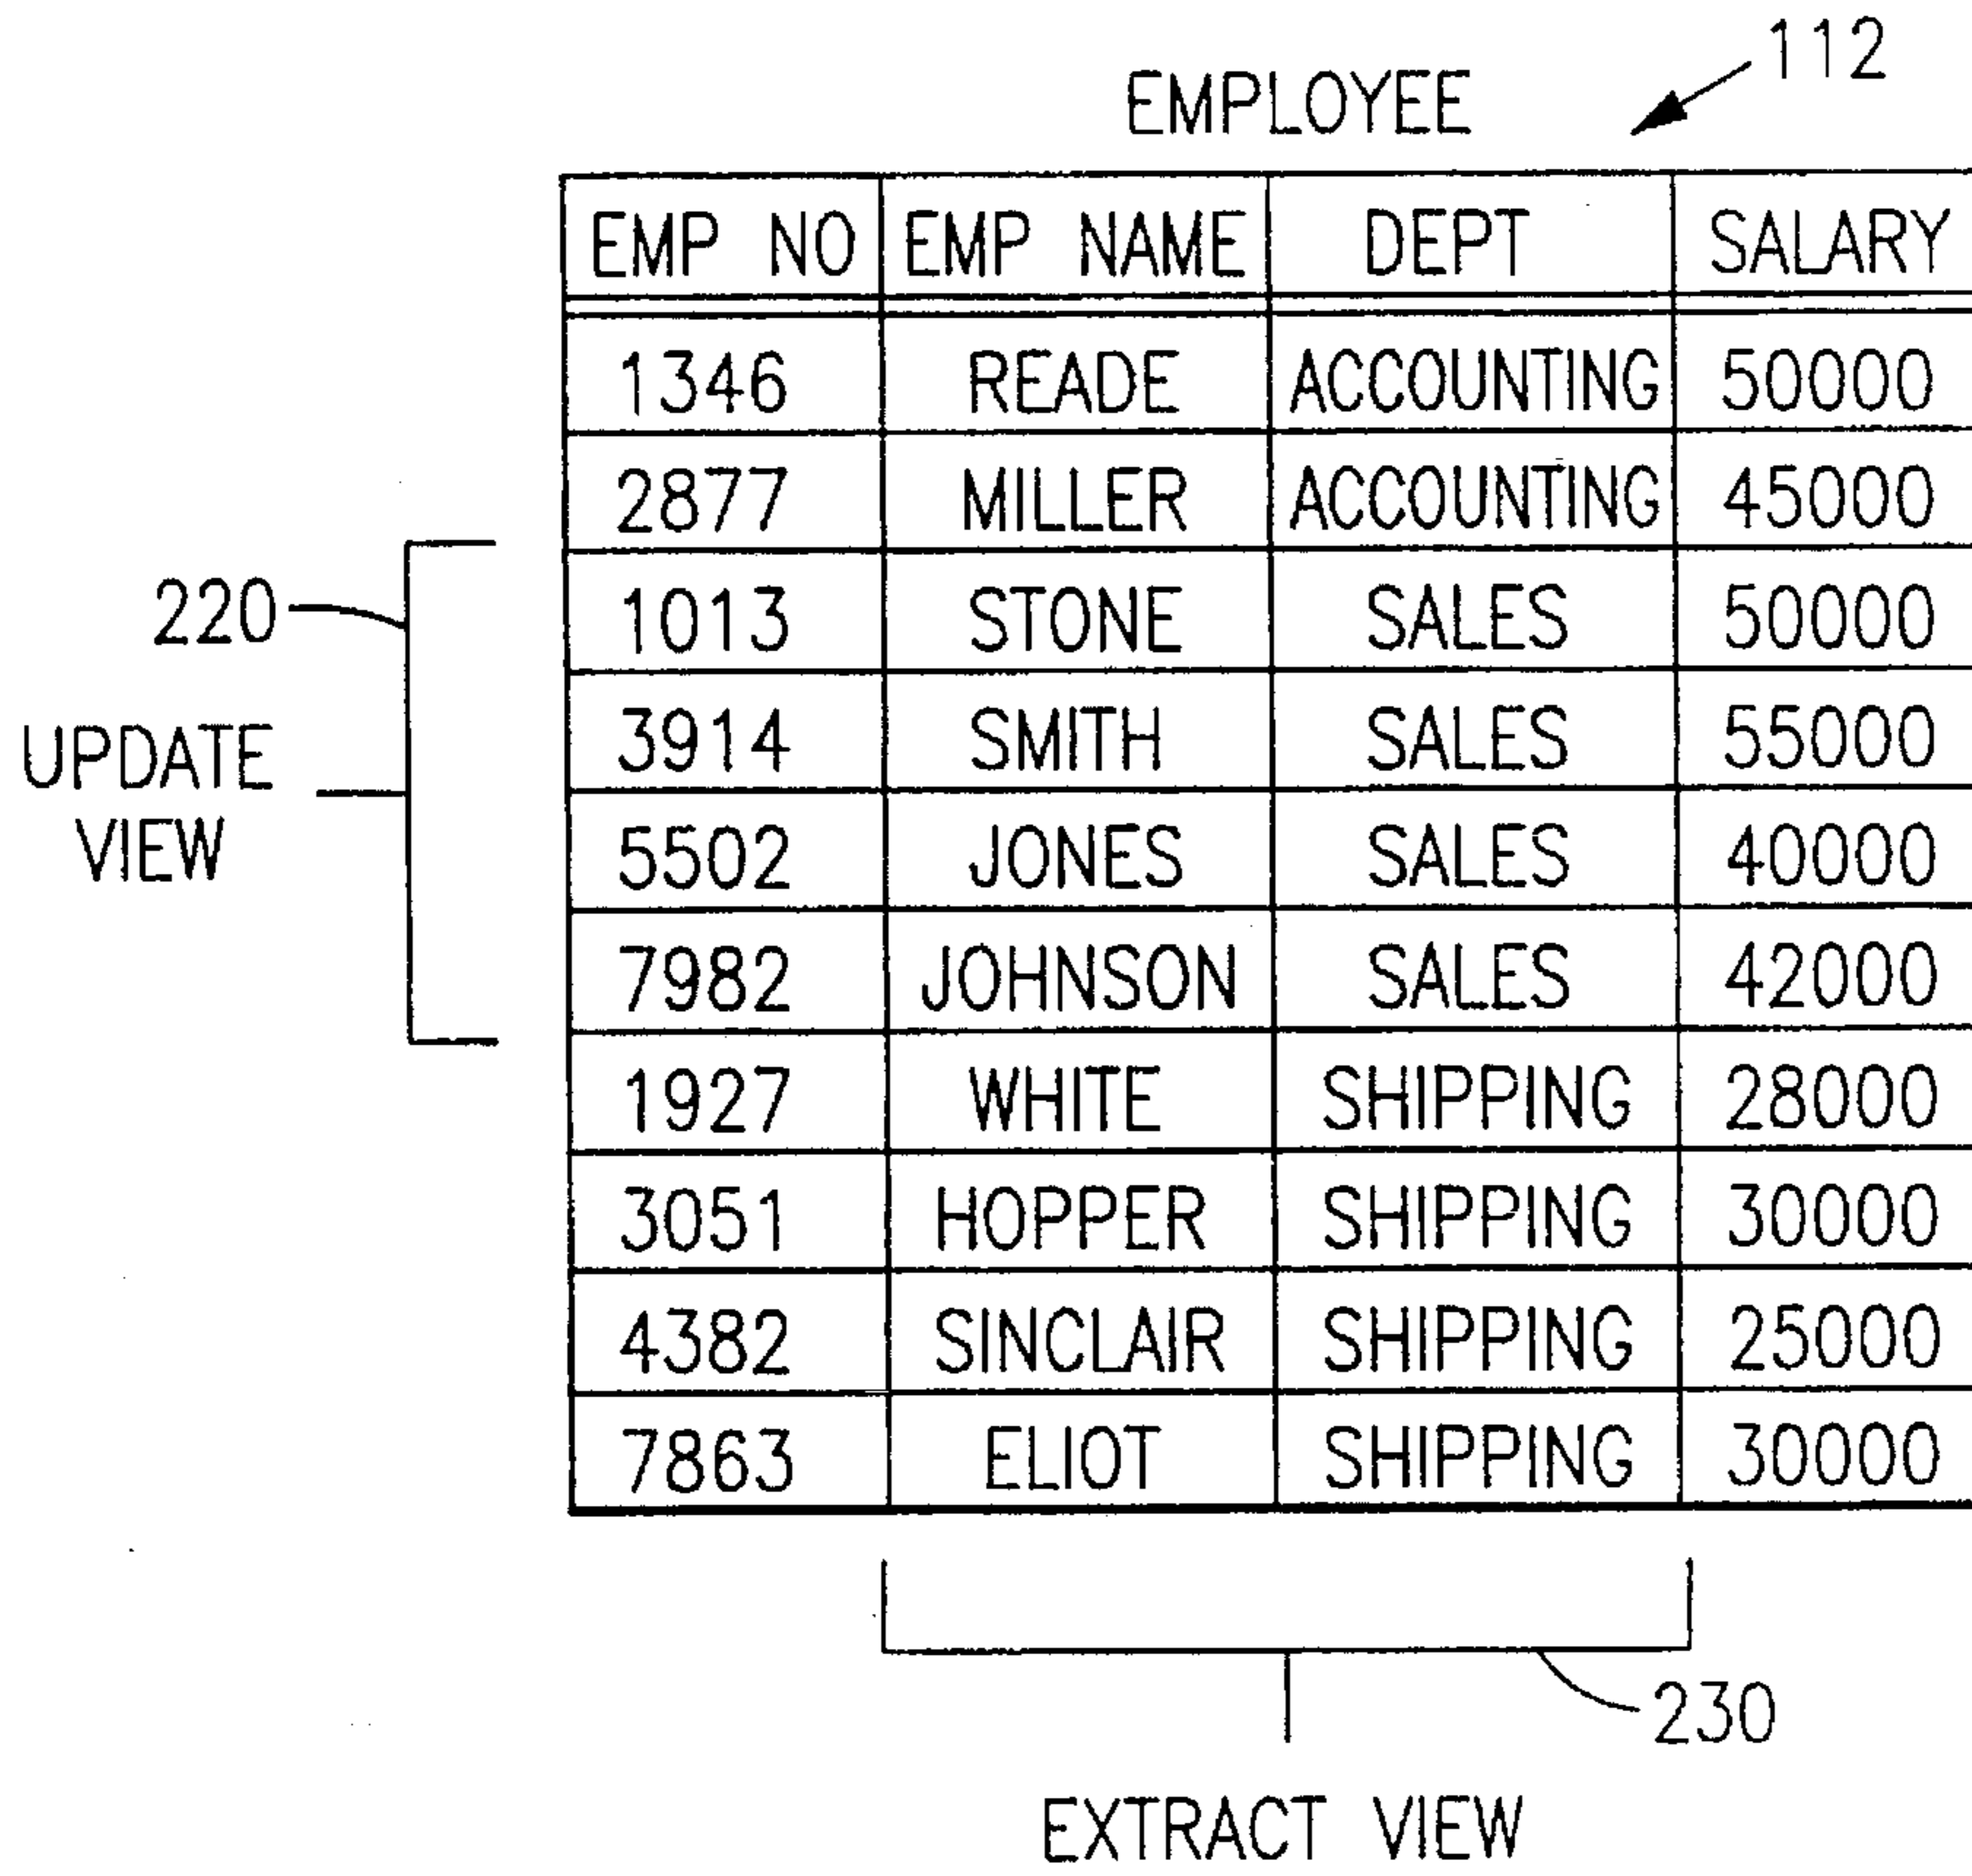 112
EMPLOYEE
EMP NO EMP NAME DEPT SALARY
1346 READE ACCOUNTING 50000
2877 MILLER ACCOUNTING 45000
1013 STONE SALES 50000
3914 SMITH SALES 55000
5502 JONES SALES 40000
7982 JOHNSON SALES 42000
1927 WHITE SHIPPING 28000
3051 HOPPER SHIPPING 30000
4382 SINCLAIR SHIPPING 25000
7863 ELIOT SHIPPING 30000
220
UPDATE
VIEW
230
EXTRACT VIEW